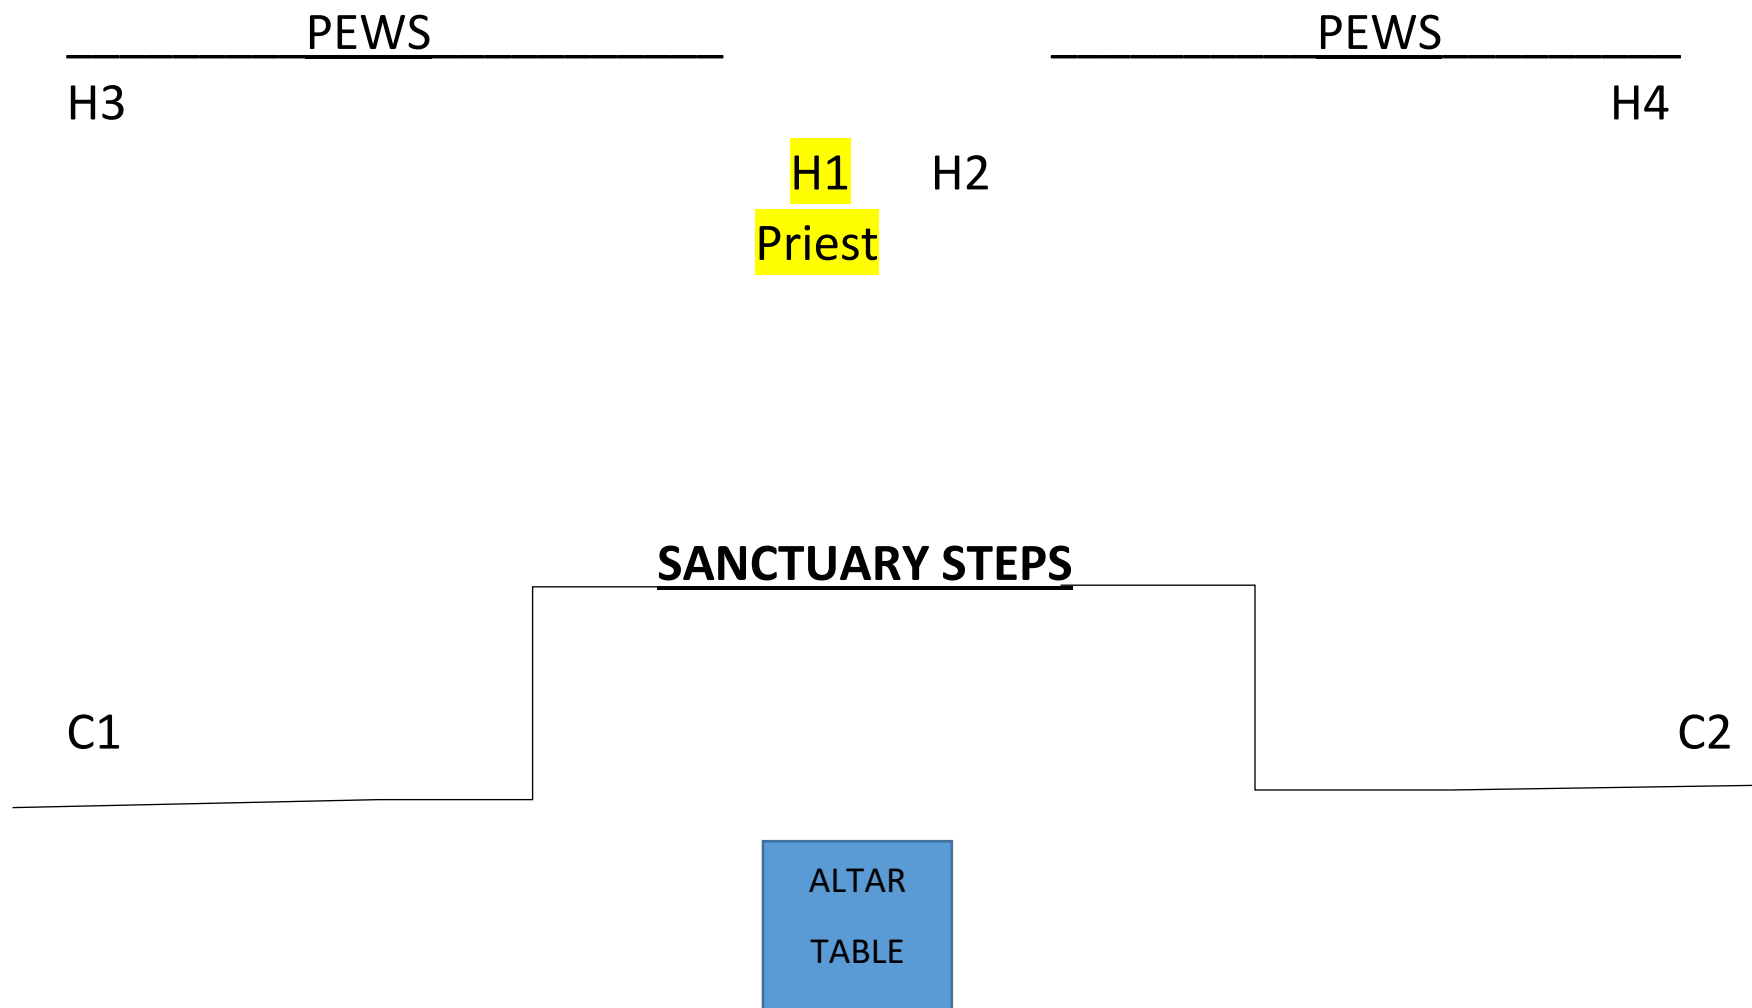 PEWS PEWS
H3 H4
H1 H2
Priest
SANCTUARY STEPS
C1 C2
ALTAR
TABLE